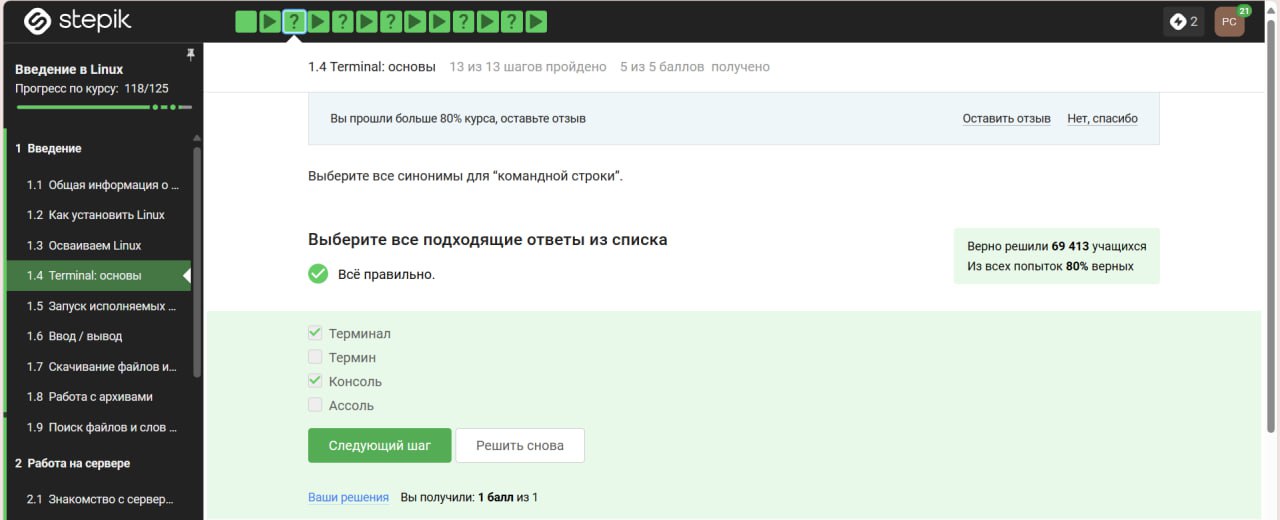 stepik
? ? ? ?
2
РС
21
Введение в Linux
Прогресс по курсу: 118/125
1 Введение
1.1 Общая информация о ...
1.2 Как установить Linux
1.3 Осваиваем Linux
1.4 Terminal: основы
1.5 Запуск исполняемых ...
1.6 Ввод / вывод
1.7 Скачивание файлов и...
1.8 Работа с архивами
1.9 Поиск файлов и слов ...
2 Работа на сервере
2.1 Знакомство с сервер...
1.4 Terminal: основы 13 из 13 шагов пройдено 5 из 5 баллов получено
Вы прошли больше 80% курса, оставьте отзыв Оставить отзыв Нет, спасибо
Выберите все синонимы для “командной строки”.
Выберите все подходящие ответы из списка
Всё правильно.
Верно решили 69 413 учащихся
Из всех попыток 80% верных
Терминал
Термин
Консоль
Ассоль
Следующий шаг Решить снова
Ваши решения Вы получили: 1 балл из 1